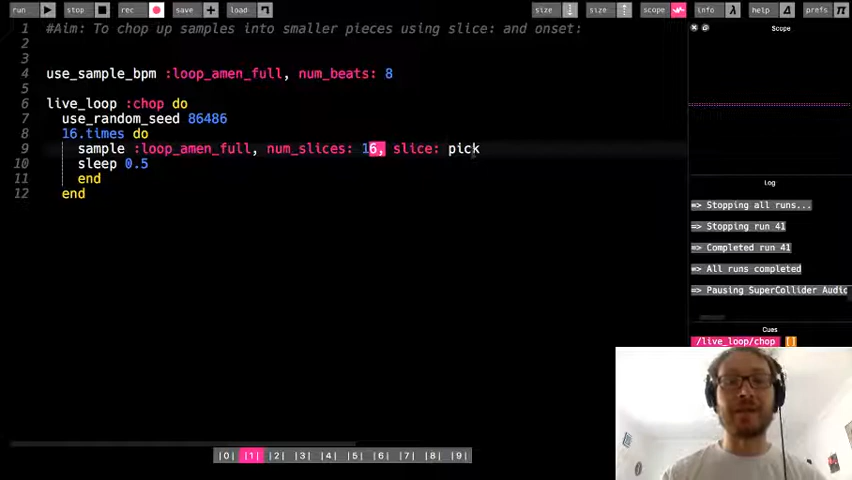 run stop rec save load size size scope info help prefs
1 #Aim: To chop up samples into smaller pieces using slice: and onset:
2
3
4 use_sample_bpm :loop_amen_full, num_beats: 8
5
6 live_loop :chop do
7 use_random_seed 86486
8 16.times do
9 sample :loop_amen_full, num_slices: 16, slice: pick
10 sleep 0.5
11 end
12 end
Scope
Log
=> Stopping all runs...
=> Stopping run 41
=> Completed run 41
=> All runs completed
=> Pausing SuperCollider Audio
Cues
/live_loop/chop []
|0| |1| |2| |3| |4| |5| |6| |7| |8| |9|